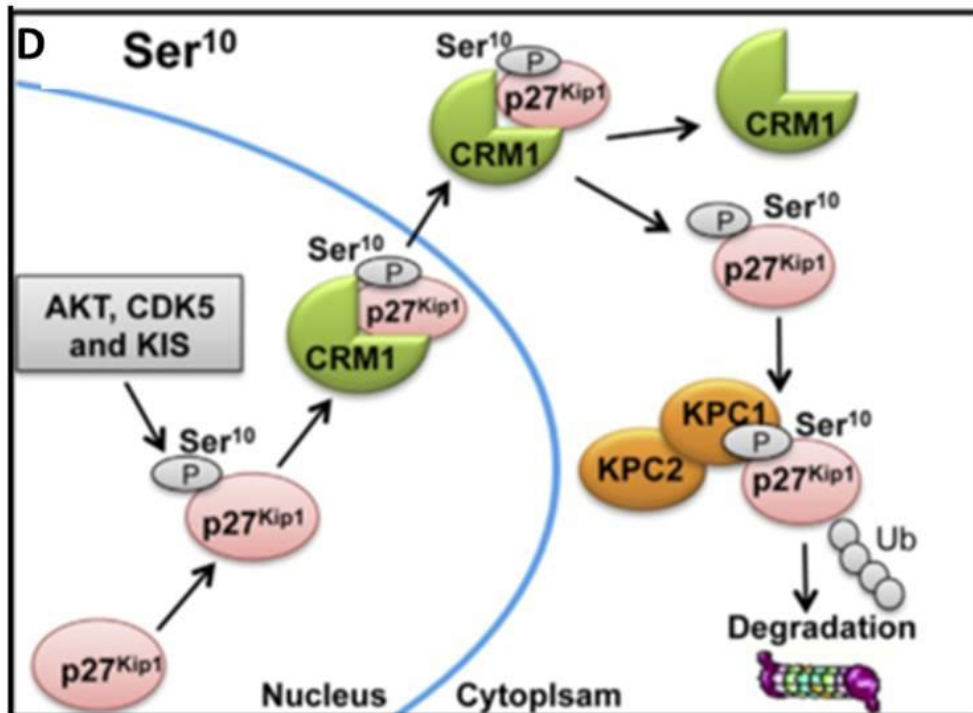 D
Ser¹⁰
Ser¹⁰
P
p27ᴷⁱᵖ¹
CRM1
CRM1
P
Ser¹⁰
p27ᴷⁱᵖ¹
Ser¹⁰
P
p27ᴷⁱᵖ¹
CRM1
AKT, CDK5
and KIS
Ser¹⁰
P
p27ᴷⁱᵖ¹
p27ᴷⁱᵖ¹
KPC1
Ser¹⁰
P
KPC2
p27ᴷⁱᵖ¹
Ub
Degradation
Nucleus
Cytoplsam